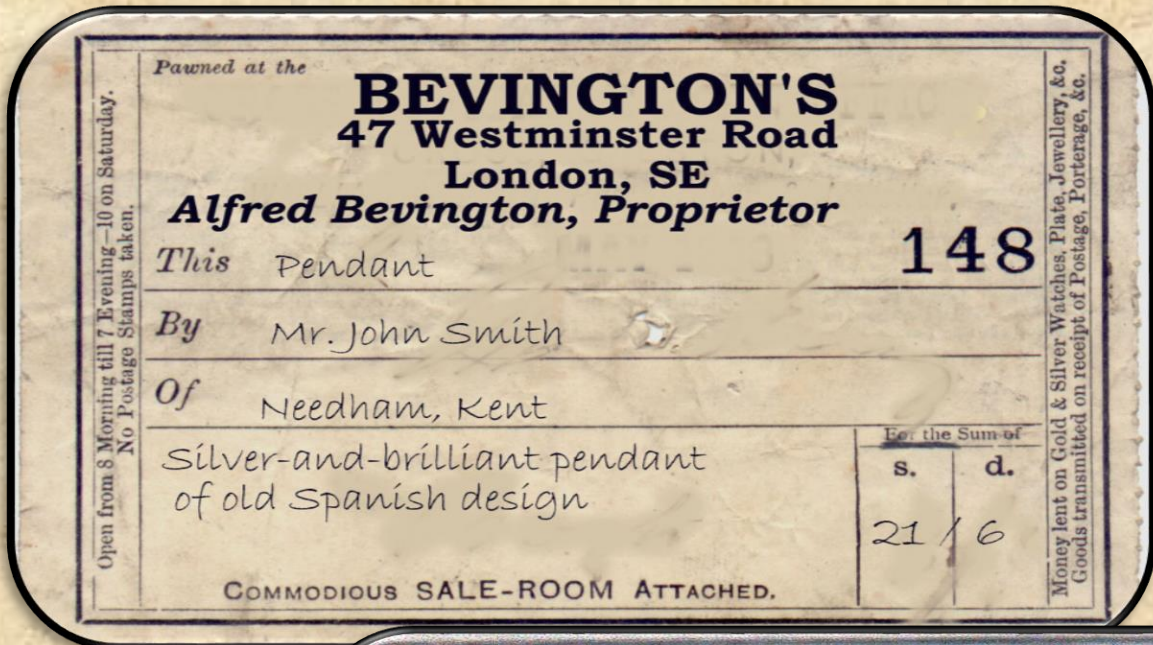 Pawned at the
BEVINGTON'S
47 Westminster Road
London, SE
Alfred Bevington, Proprietor
148
This Pendant
By Mr. John Smith
Of Needham, Kent
Silver-and-brilliant pendant
of old Spanish design
For the Sum of
s. d.
21 / 6
COMMODIOUS SALE-ROOM ATTACHED.
Open from 8 Morning till 7 Evening—10 on Saturday.
No Postage Stamps taken.
Money lent on Gold & Silver Watches, Plate, Jewellery, &c.
Goods transmitted on receipt of Postage, Porterage, &c.